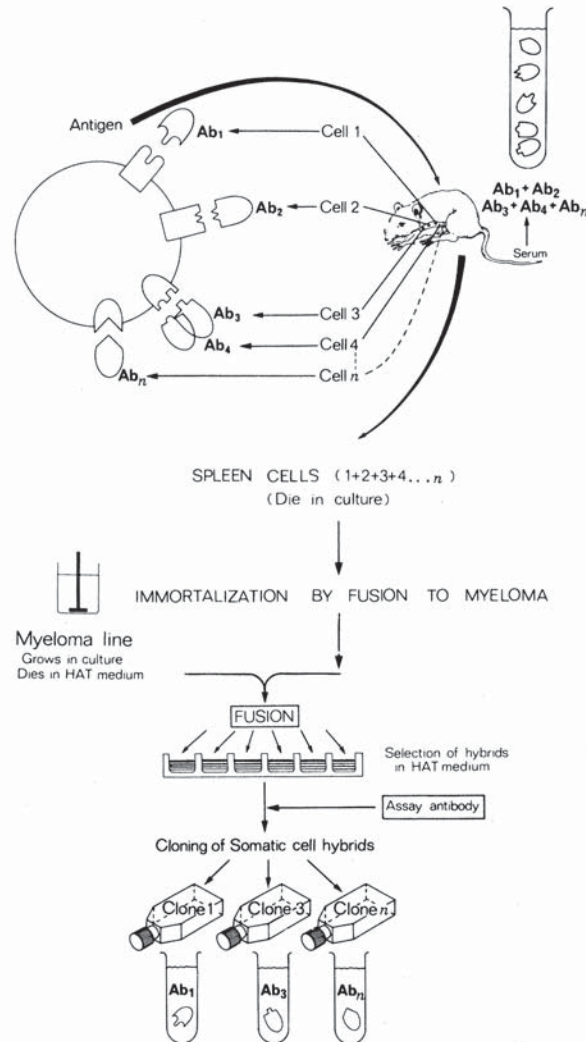 Antigen
Ab1
Cell 1
Ab2
Cell 2
Ab1 + Ab2
Ab3 + Ab4 + Abn
Serum
Ab3
Cell 3
Ab4
Cell 4
Abn
Cell n
SPLEEN CELLS (1+2+3+4...n)
(Die in culture)
IMMORTALIZATION BY FUSION TO MYELOMA
Myeloma line
Grows in culture
Dies in HAT medium
FUSION
Selection of hybrids
in HAT medium
Assay antibody
Cloning of Somatic cell hybrids
Clone 1
Clone 3
Clone n
Ab1
Ab3
Abn